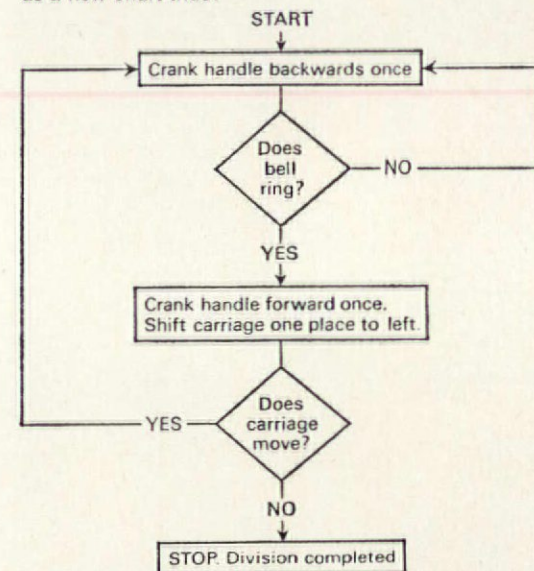 START
Crank handle backwards once
Does
bell
ring?
NO
YES
Crank handle forward once.
Shift carriage one place to left.
Does
carriage
move?
YES
NO
STOP. Division completed